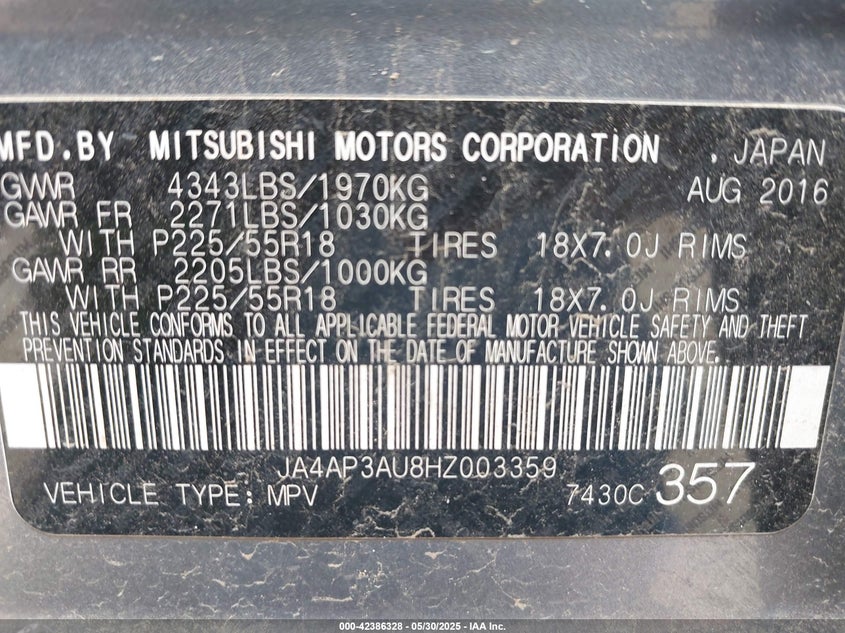 MFD.BY MITSUBISHI MOTORS CORPORATION . JAPAN
GVWR 4343LBS/1970KG AUG 2016
GAWR FR 2271LBS/1030KG
WITH P225/55R18 TIRES 18X7.0J RIMS
GAWR RR 2205LBS/1000KG
WITH P225/55R18 TIRES 18X7.0J RIMS
THIS VEHICLE CONFORMS TO ALL APPLICABLE FEDERAL MOTOR VEHICLE SAFETY AND THEFT
PREVENTION STANDARDS IN EFFECT ON THE DATE OF MANUFACTURE SHOWN ABOVE.
JA4AP3AU8HZ003359
VEHICLE TYPE: MPV 7430C 357
000-42386328 - 05/30/2025 - IAA Inc.